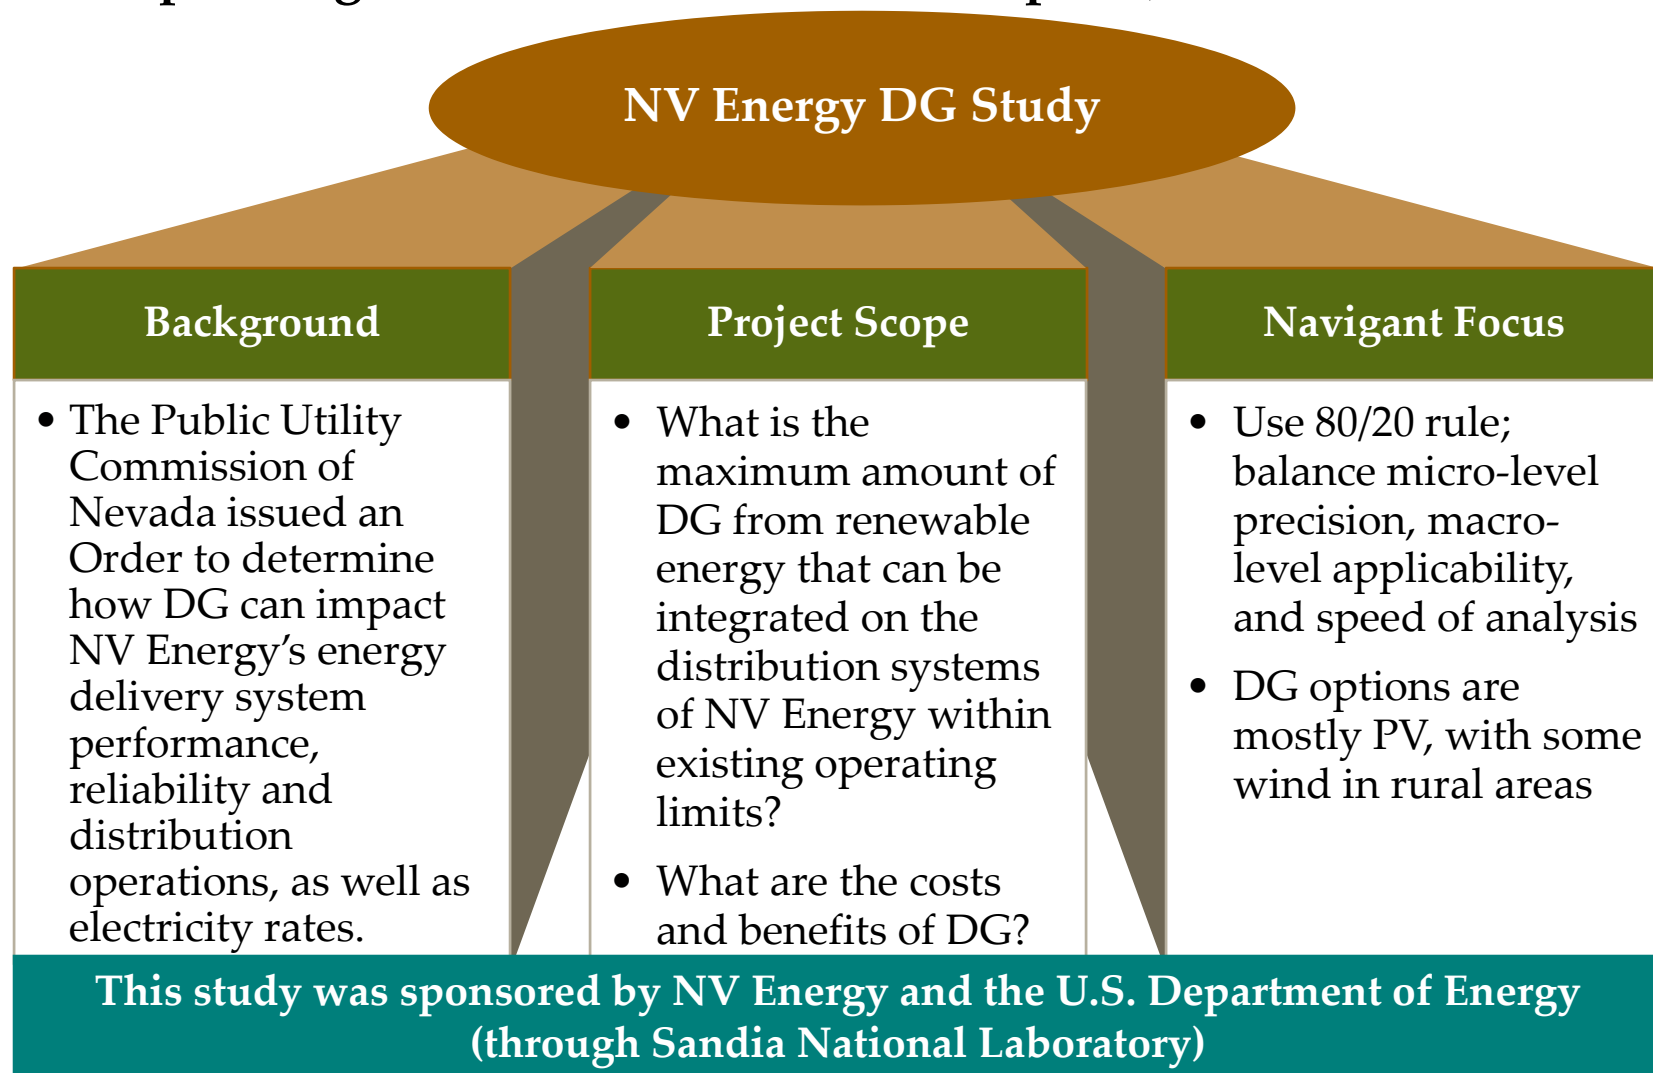 NV Energy DG Study
Background
• The Public Utility
Commission of
Nevada issued an
Order to determine
how DG can impact
NV Energy’s energy
delivery system
performance,
reliability and
distribution
operations, as well as
electricity rates.
Project Scope
• What is the
maximum amount of
DG from renewable
energy that can be
integrated on the
distribution systems
of NV Energy within
existing operating
limits?
• What are the costs
and benefits of DG?
Navigant Focus
• Use 80/20 rule;
balance micro-level
precision, macro-
level applicability,
and speed of analysis
• DG options are
mostly PV, with some
wind in rural areas
This study was sponsored by NV Energy and the U.S. Department of Energy
(through Sandia National Laboratory)